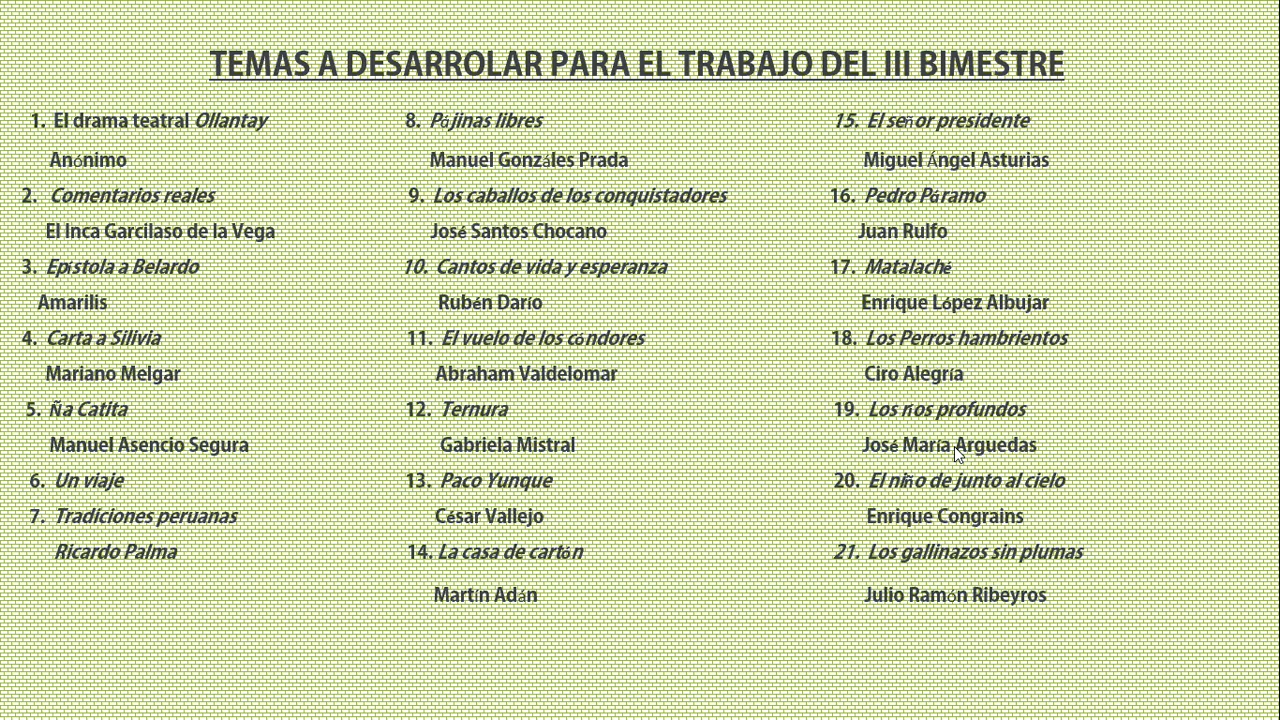 TEMAS A DESARROLAR PARA EL TRABAJO DEL III BIMESTRE
1. El drama teatral Ollantay
Anónimo
2. Comentarios reales
El Inca Garcilaso de la Vega
3. Epístola a Belardo
Amarilis
4. Carta a Silivia
Mariano Melgar
5. Ña Catita
Manuel Asencio Segura
6. Un viaje
7. Tradiciones peruanas
Ricardo Palma
8. Pájinas libres
Manuel Gonzáles Prada
9. Los caballos de los conquistadores
José Santos Chocano
10. Cantos de vida y esperanza
Rubén Darío
11. El vuelo de los cóndores
Abraham Valdelomar
12. Ternura
Gabriela Mistral
13. Paco Yunque
César Vallejo
14. La casa de cartón
Martín Adán
15. El señor presidente
Miguel Ángel Asturias
16. Pedro Páramo
Juan Rulfo
17. Matalaché
Enrique López Albujar
18. Los Perros hambrientos
Ciro Alegría
19. Los ríos profundos
José María Arguedas
20. El niño de junto al cielo
Enrique Congrains
21. Los gallinazos sin plumas
Julio Ramón Ribeyros